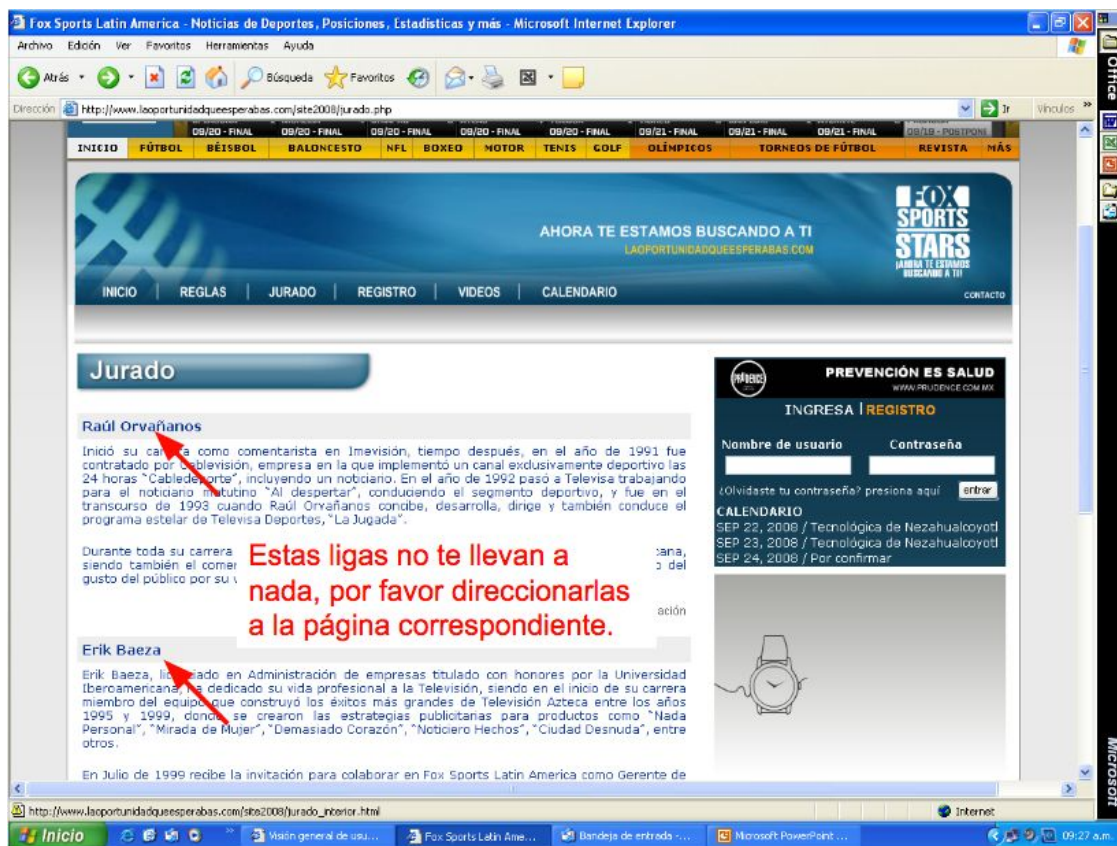 Fox Sports Latin America - Noticias de Deportes, Posiciones, Estadísticas y más - Microsoft Internet Explorer
Archivo Edición Ver Favoritos Herramientas Ayuda
Atrás Búsqueda Favoritos
Dirección http://www.laoportunidadqueesperabas.com/site2008/jurado.php Ir Vínculos
Office
09/20 - FINAL 09/20 - FINAL 09/20 - FINAL 09/20 - FINAL 09/20 - FINAL 09/21 - FINAL 09/21 - FINAL 09/21 - FINAL 09/19 - POSTPONE
INICIO FÚTBOL BÉISBOL BALONCESTO NFL BOXEO MOTOR TENIS GOLF OLÍMPICOS TORNEOS DE FÚTBOL REVISTA MÁS
AHORA TE ESTAMOS BUSCANDO A TI
LAOPORTUNIDADQUEESPERABAS.COM
FOX
SPORTS
STARS
¡AHORA TE ESTAMOS
BUSCANDO A TI!
INICIO | REGLAS | JURADO | REGISTRO | VIDEOS | CALENDARIO
CONTACTO
Jurado
Raúl Orvañanos
Inició su carrera como comentarista en Imevisión, tiempo después, en el año de 1991 fue
contratado por Cablevisión, empresa en la que implementó un canal exclusivamente deportivo las
24 horas "Cabledeporte", incluyendo un noticiario. En el año de 1992 pasó a Televisa trabajando
para el noticiario matutino "Al despertar", conduciendo el segmento deportivo, y fue en el
transcurso de 1993 cuando Raúl Orvañanos concibe, desarrolla, dirige y también conduce el
programa estelar de Televisa Deportes, "La Jugada".
Durante toda su carrera
siendo también el comen
gusto del público por su v
ación
Estas ligas no te llevan a
nada, por favor direccionarlas
a la página correspondiente.
Erik Baeza
Erik Baeza, licenciado en Administración de empresas titulado con honores por la Universidad
Iberoamericana, ha dedicado su vida profesional a la Televisión, siendo en el inicio de su carrera
miembro del equipo que construyó los éxitos más grandes de Televisión Azteca entre los años
1995 y 1999, donde se crearon las estrategias publicitarias para productos como "Nada
Personal", "Mirada de Mujer", "Demasiado Corazón", "Noticiero Hechos", "Ciudad Desnuda", entre
otros.
En Julio de 1999 recibe la invitación para colaborar en Fox Sports Latin America como Gerente de
PRUDENCE
PREVENCIÓN ES SALUD
WWW.PRUDENCE.COM.MX
INGRESA | REGISTRO
Nombre de usuario Contraseña
¿Olvidaste tu contraseña? presiona aquí entrar
CALENDARIO
SEP 22, 2008 / Tecnológica de Nezahualcoyotl
SEP 23, 2008 / Tecnológica de Nezahualcoyotl
SEP 24, 2008 / Por confirmar
Microsoft
http://www.laoportunidadqueesperabas.com/site2008/jurado_interior.html Internet
Inicio Visión general de usu... Fox Sports Latin Ame... Bandeja de entrada -... Microsoft PowerPoint ... 09:27 a.m.